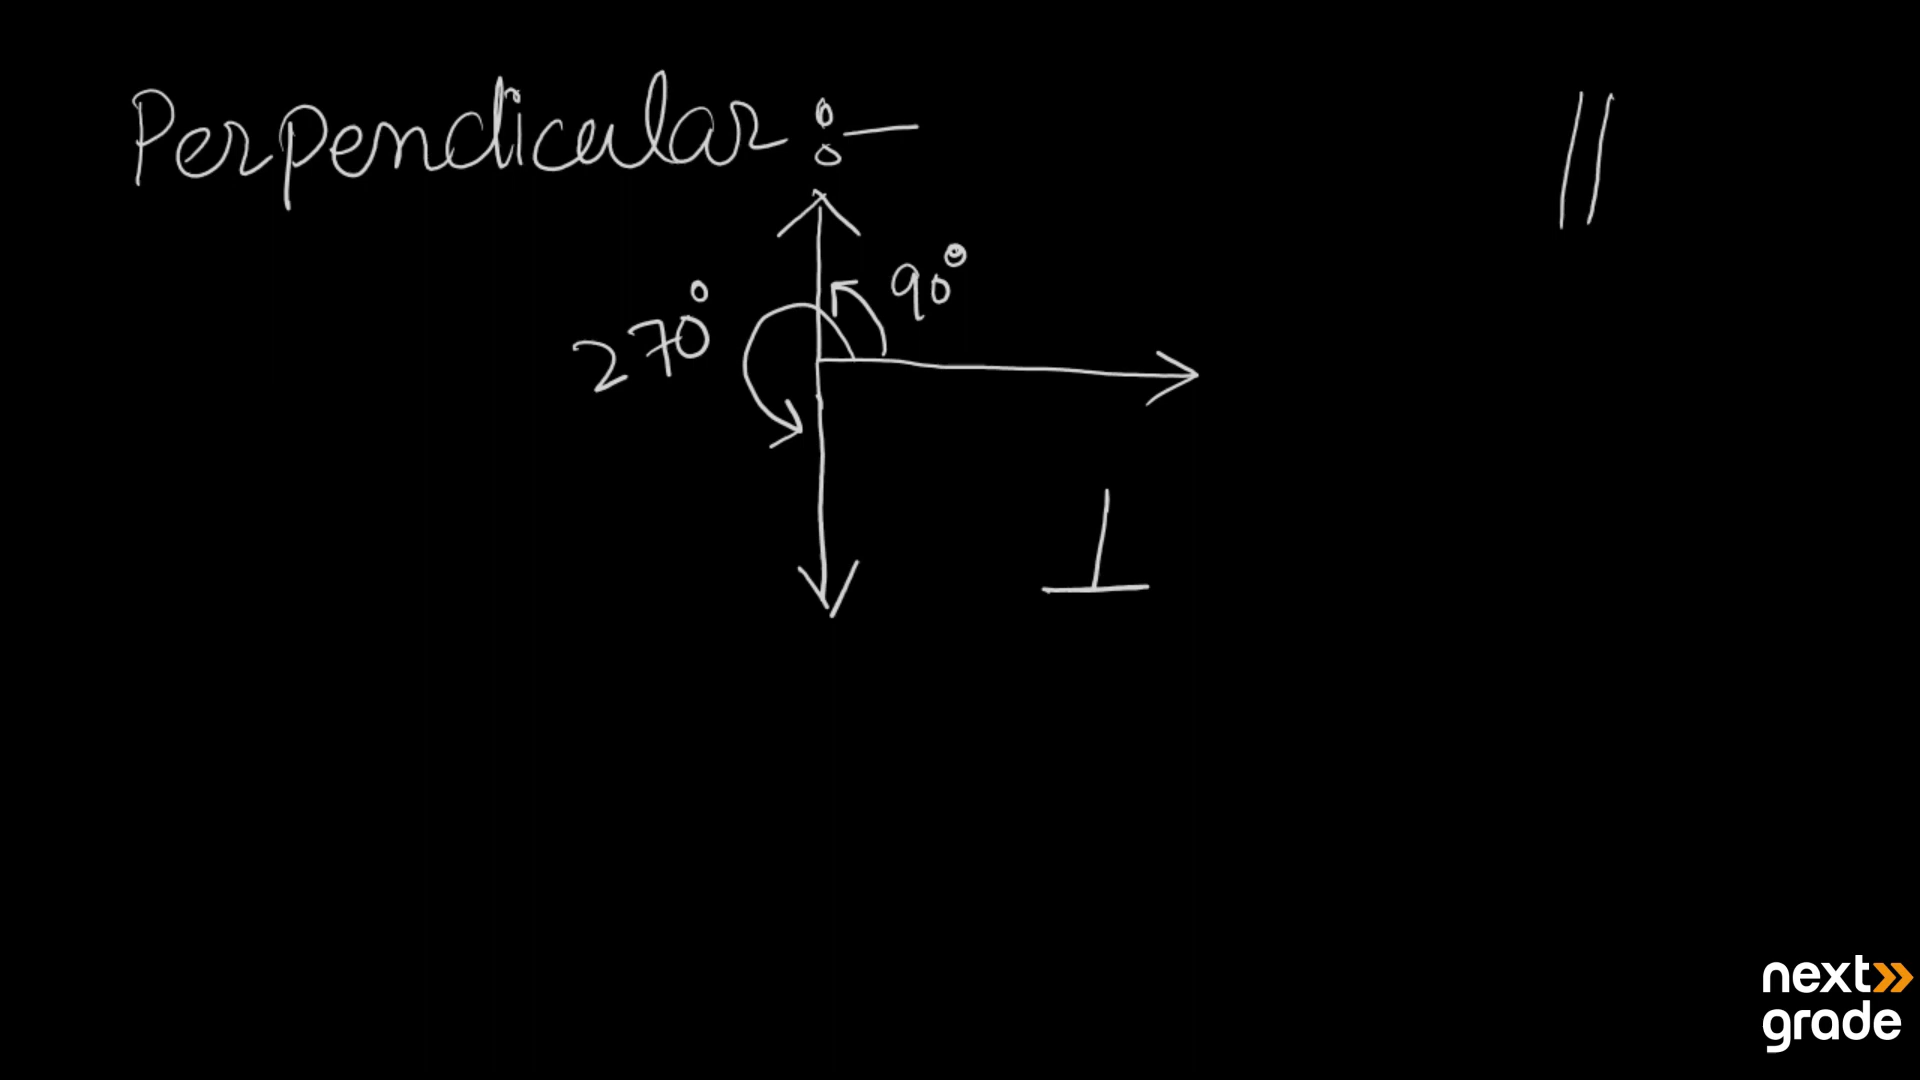 Perpendicular :-
||
90°
270°
⊥
next
grade